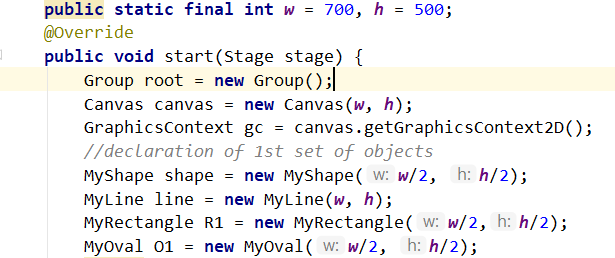 public static final int w = 700, h = 500;
@Override
public void start(Stage stage) {
Group root = new Group();
Canvas canvas = new Canvas(w, h);
GraphicsContext gc = canvas.getGraphicsContext2D();
//declaration of 1st set of objects
MyShape shape = new MyShape( w: w/2, h: h/2);
MyLine line = new MyLine(w, h);
MyRectangle R1 = new MyRectangle( w: w/2, h: h/2);
MyOval O1 = new MyOval( w: w/2, h: h/2);